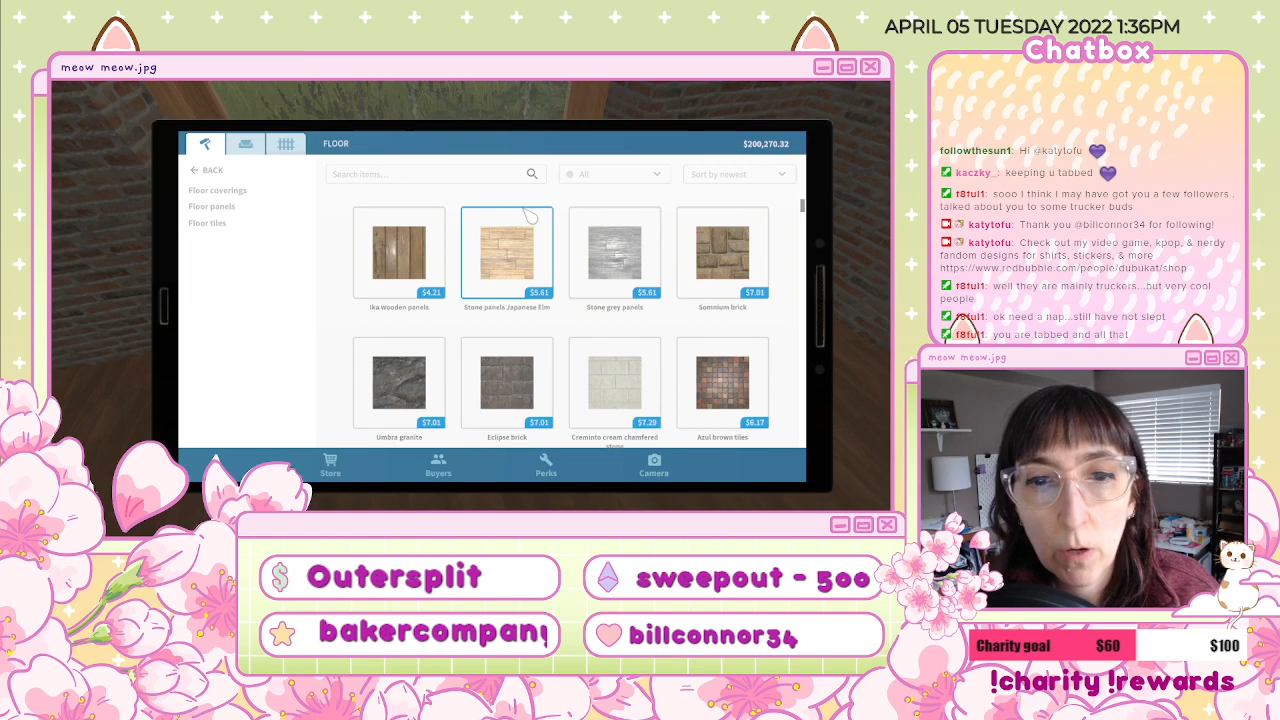 APRIL 05 TUESDAY 2022 1:36PM
meow meow.jpg
FLOOR
$200,270.32
BACK
Floor coverings
Floor panels
Floor tiles
Search items...
All
Sort by newest
$4.21
$5.61
$5.61
$7.01
Ika wooden panels
Stone panels Japanese Elm
Stone grey panels
Somnium brick
$7.01
$7.01
$7.29
$6.17
Umbra granite
Eclipse brick
Creminto cream chamfered
stone
Azul brown tiles
Store
Buyers
Perks
Camera
Chatbox
followthesun1: Hi @katytofu
kaczky_: keeping u tabbed
f8ful1: sooo I think I may have got you a few followers .
talked about you to some trucker buds
katytofu: Thank you @billconnor34 for following!
katytofu: Check out my video game, kpop, & nerdy
fandom designs for shirts, stickers, & more
https://www.redbubble.com/people/dubukat/shop
f8ful1: well they are mainly truckers...but very cool
people
f8ful1: ok need a nap...still have not slept
f8ful1: you are tabbed and all that
meow meow.jpg
Outersplit
sweepout - 500
bakercompany
billconnor34
Charity goal
$60
$100
!charity !rewards